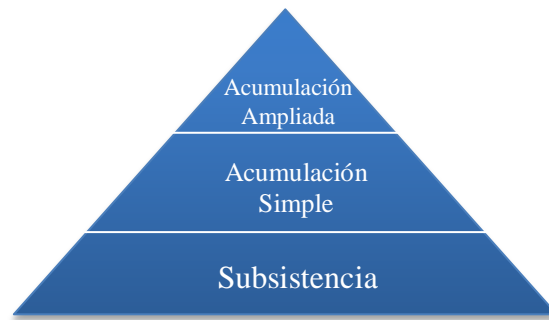 Acumulación
Ampliada
Acumulación
Simple
Subsistencia